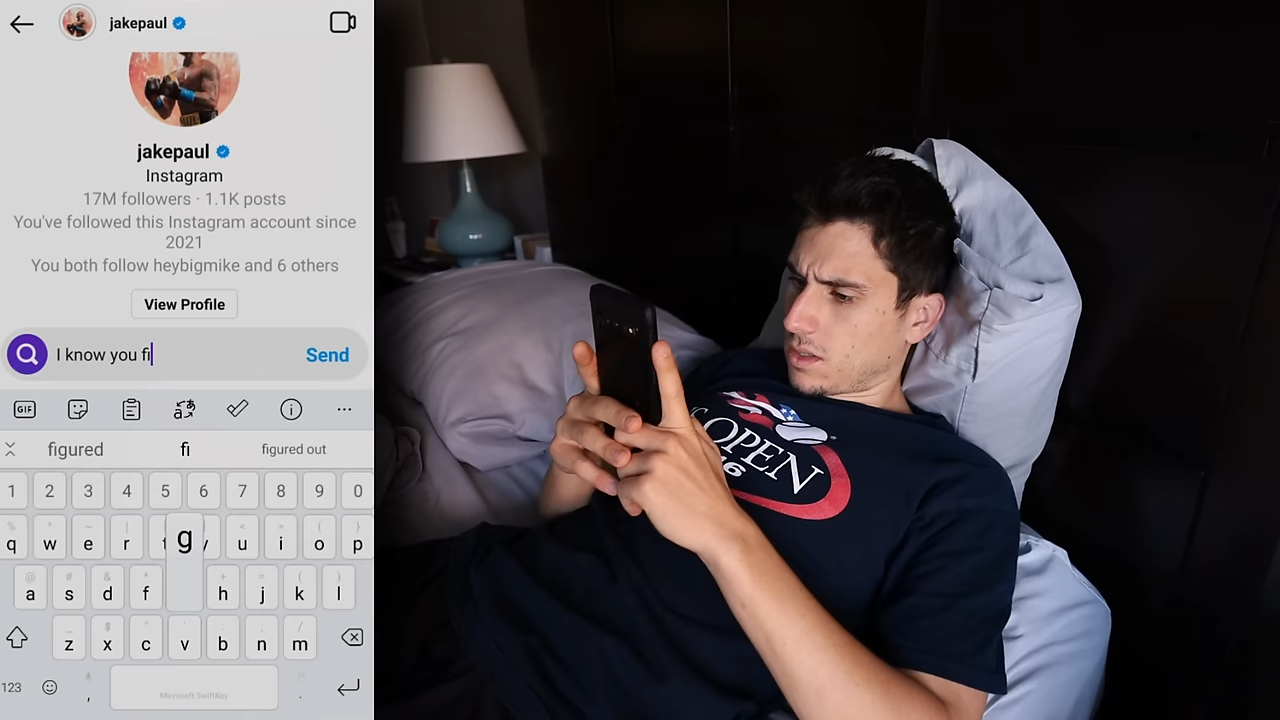 jakepaul
jakepaul
Instagram
17M followers · 1.1K posts
You've followed this Instagram account since
2021
You both follow heybigmike and 6 others
View Profile
I know you fi
Send
GIF
figured fi figured out
1 2 3 4 5 6 7 8 9 0
q w e r y u i o p
g
a s d f h j k l
z x c v b n m
123 , Microsoft SwiftKey .
OPEN
16